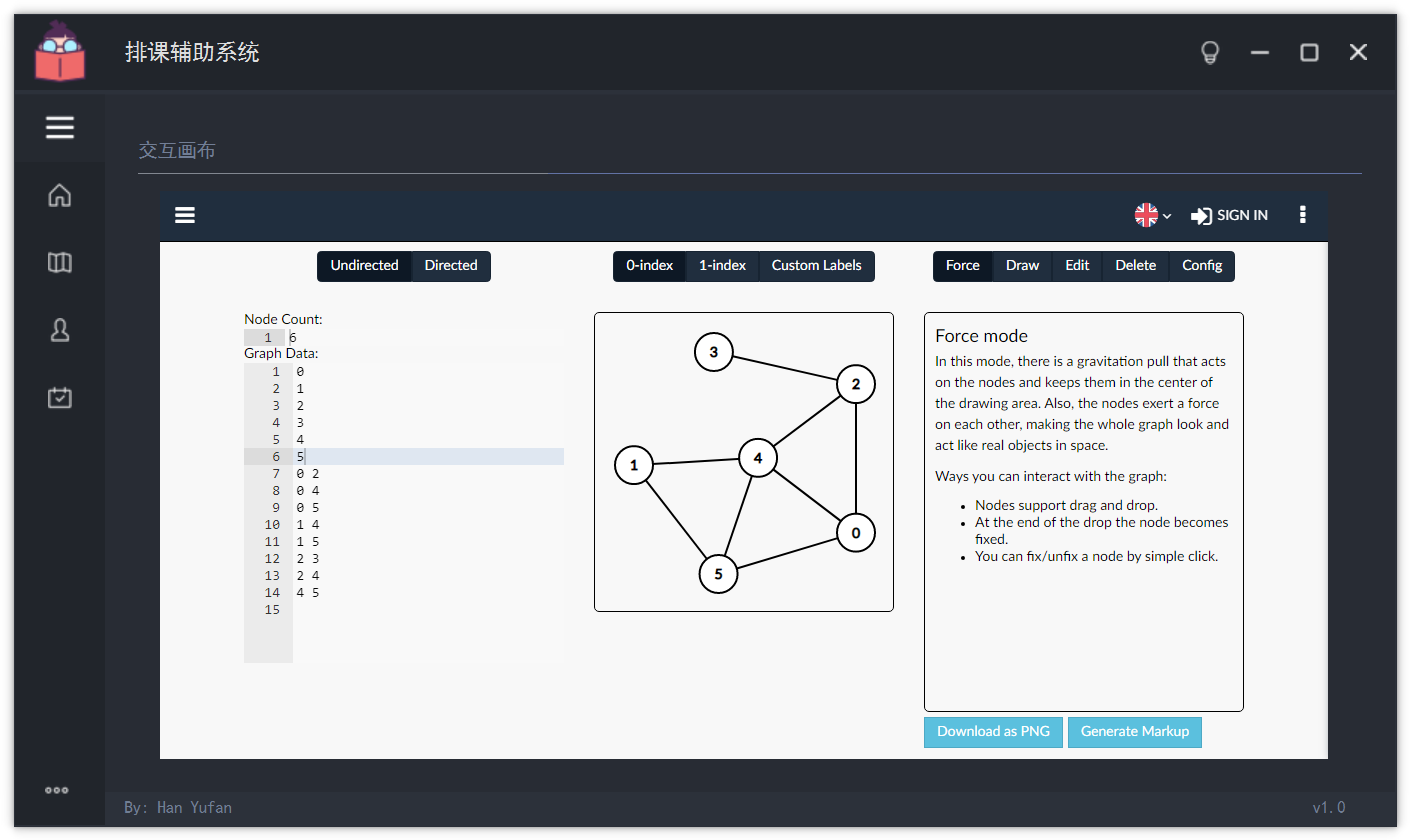 排课辅助系统
交互画布
SIGN IN
Undirected Directed
0-index 1-index Custom Labels
Force Draw Edit Delete Config
Node Count:
1 6
Graph Data:
1 0
2 1
3 2
4 3
5 4
6 5
7 0 2
8 0 4
9 0 5
10 1 4
11 1 5
12 2 3
13 2 4
14 4 5
15
3
2
4
1
0
5
Force mode
In this mode, there is a gravitation pull that acts
on the nodes and keeps them in the center of
the drawing area. Also, the nodes exert a force
on each other, making the whole graph look and
act like real objects in space.
Ways you can interact with the graph:
Nodes support drag and drop.
At the end of the drop the node becomes
fixed.
You can fix/unfix a node by simple click.
Download as PNG Generate Markup
By: Han Yufan
v1.0